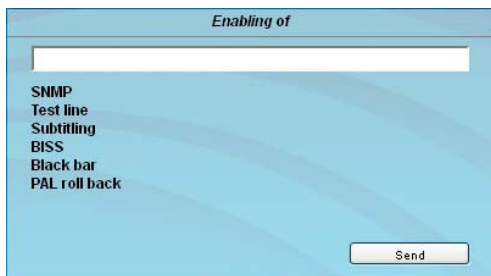 Enabling of
SNMP
Test line
Subtitling
BISS
Black bar
PAL roll back
Send